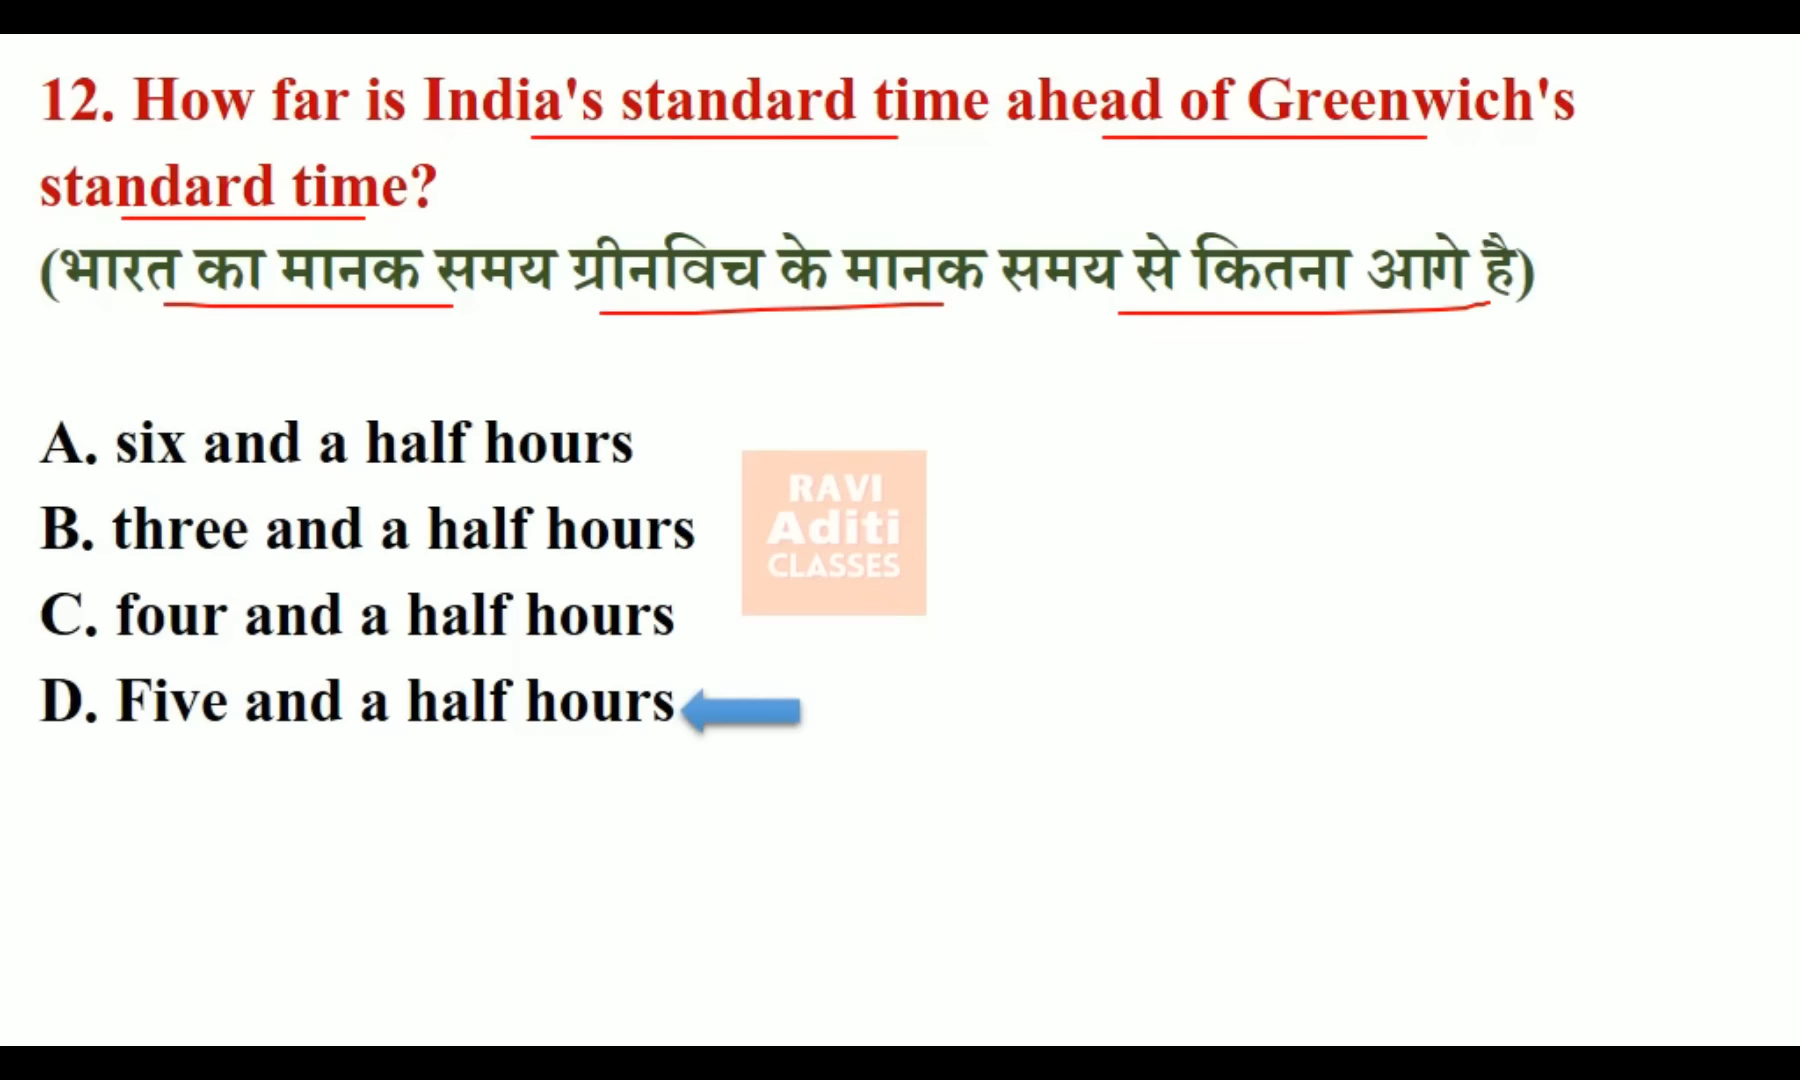 12. How far is India's standard time ahead of Greenwich's
standard time?
(भारत का मानक समय ग्रीनविच के मानक समय से कितना आगे है)
A. six and a half hours
B. three and a half hours
C. four and a half hours
D. Five and a half hours
RAVI
Aditi
CLASSES